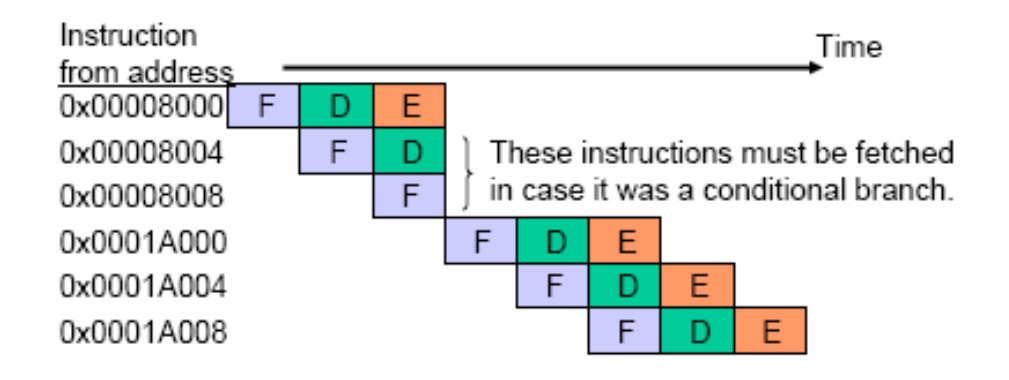 Instruction
from address
Time
0x00008000 F D E
0x00008004 F D
These instructions must be fetched
0x00008008 F
in case it was a conditional branch.
0x0001A000 F D E
0x0001A004 F D E
0x0001A008 F D E